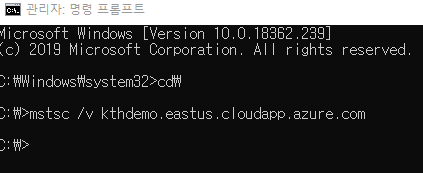 관리자: 명령 프롬프트
Microsoft Windows [Version 10.0.18362.239]
(c) 2019 Microsoft Corporation. All rights reserved.
C:₩Windows₩system32>cd₩
C:₩>mstsc /v kthdemo.eastus.cloudapp.azure.com
C:₩>